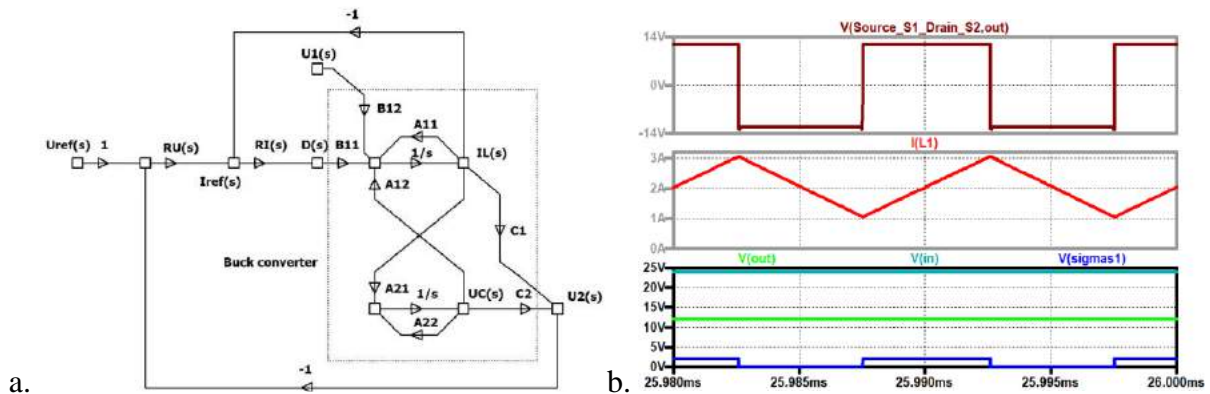 -1
U1(s)
B12
A11
Uref(s) 1 RU(s) RI(s) D(s) B11 1/s IL(s)
Iref(s) A12
C1
Buck converter
A21 1/s UC(s) C2 U2(s)
A22
-1
a.
V(Source_S1_Drain_S2,out)
14V
0V
-14V
I(L1)
3A
2A
1A
0A
V(out) V(in) V(sigmas1)
25V
20V
15V
10V
5V
0V
25.980ms 25.985ms 25.990ms 25.995ms 26.000ms
b.